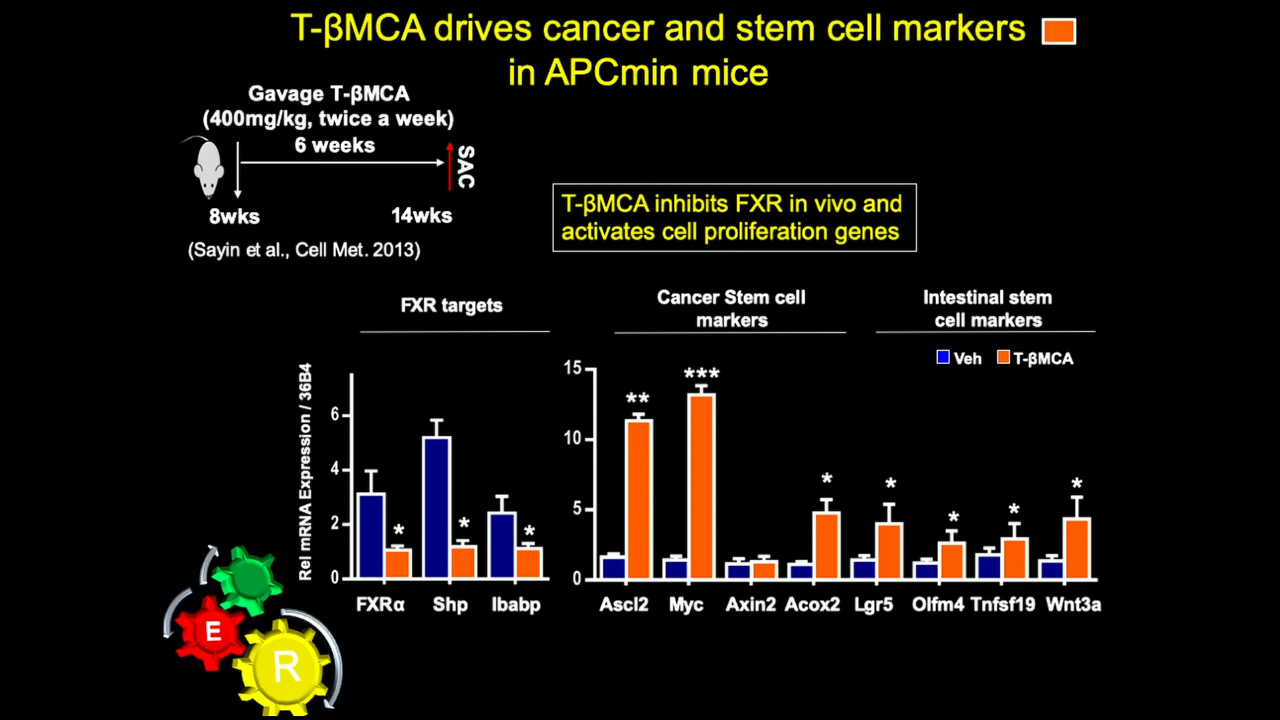 T-βMCA drives cancer and stem cell markers
in APCmin mice
Gavage T-βMCA
(400mg/kg, twice a week)
6 weeks
SAC
8wks
14wks
(Sayin et al., Cell Met. 2013)
T-βMCA inhibits FXR in vivo and
activates cell proliferation genes
FXR targets
Cancer Stem cell
markers
Intestinal stem
cell markers
Veh
T-βMCA
Rel mRNA Expression / 36B4
6
4
2
0
*
*
*
FXRα
Shp
Ibabp
15
10
5
0
**
***
*
*
*
*
*
Ascl2
Myc
Axin2
Acox2
Lgr5
Olfm4
Tnfsf19
Wnt3a
E
R